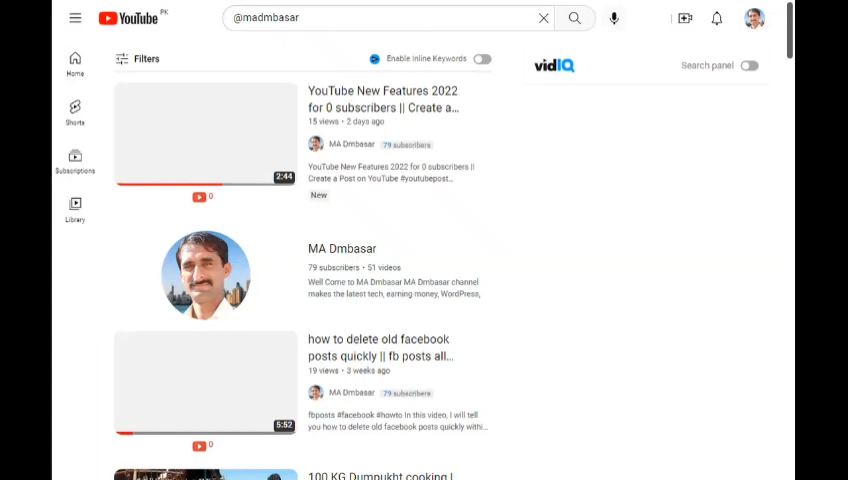 YouTube PK
@madmbasar
Home
Shorts
Subscriptions
Library
Filters
Enable Inline Keywords
vidIQ
Search panel
2:44
0
YouTube New Features 2022
for 0 subscribers || Create a...
15 views • 2 days ago
MA Dmbasar 79 subscribers
YouTube New Features 2022 for 0 subscribers ||
Create a Post on YouTube #youtubepost...
New
MA Dmbasar
79 subscribers • 51 videos
Well Come to MA Dmbasar MA Dmbasar channel
makes the latest tech, earning money, WordPress,
5:52
0
how to delete old facebook
posts quickly || fb posts all...
19 views • 3 weeks ago
MA Dmbasar 79 subscribers
fbposts #facebook #howto In this video, I will tell
you how to delete old facebook posts quickly withi...
100 KG Dumpukht cooking |